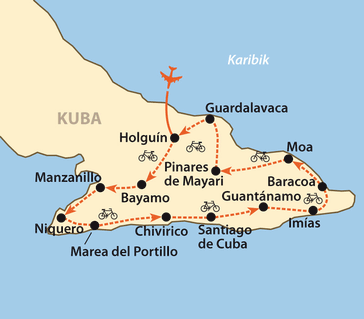 Karibik
Guardalavaca
KUBA
Holguín
Moa
Pinares
de Mayari
Manzanillo
Baracoa
Bayamo
Guantánamo
Niquero
Imías
Chivirico
Santiago
de Cuba
Marea del Portillo